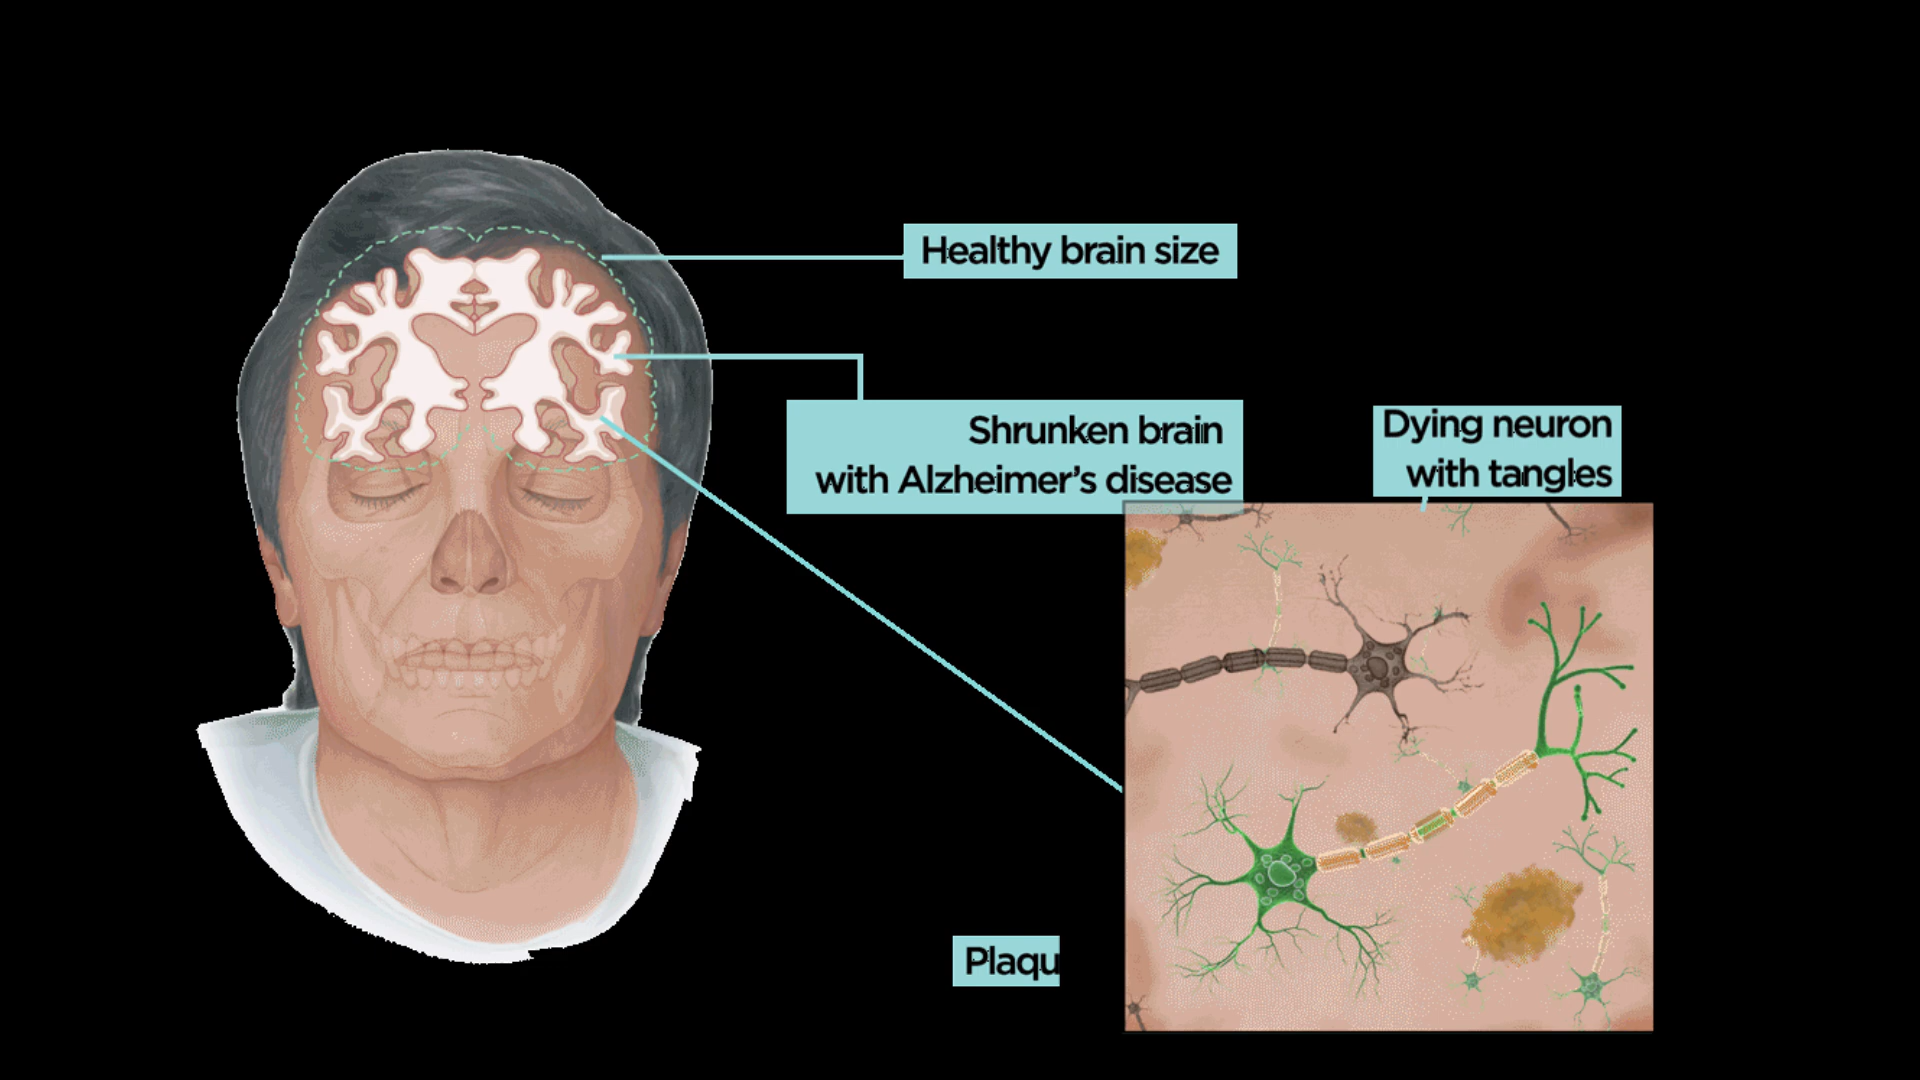 Healthy brain size
Shrunken brain
with Alzheimer's disease
Dying neuron
with tangles
Plaqu